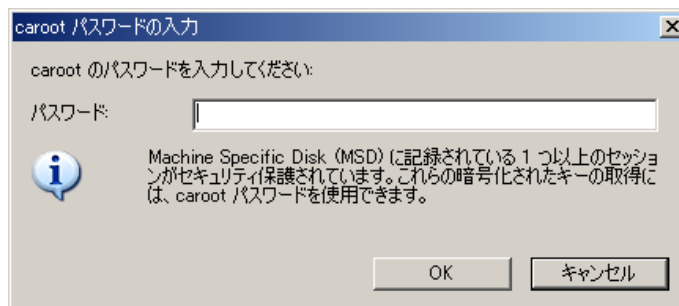 caroot パスワードの入力
caroot のパスワードを入力してください:
パスワード:
Machine Specific Disk (MSD) に記録されている 1 つ以上のセッショ
ンがセキュリティ保護されています。これらの暗号化されたキーの取得に
は、caroot パスワードを使用できます。
OK
キャンセル